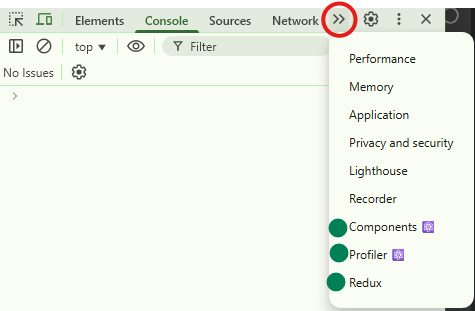 Elements Console Sources Network
top Filter
No Issues
Performance
Memory
Application
Privacy and security
Lighthouse
Recorder
Components
Profiler
Redux